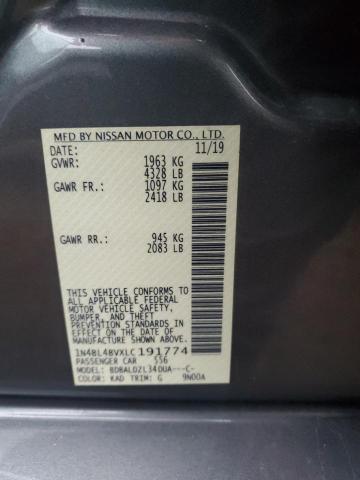 MFD BY NISSAN MOTOR CO., LTD.
DATE: 11/19
GVWR: 1963 KG
4328 LB
GAWR FR.: 1097 KG
2418 LB
GAWR RR.: 945 KG
2083 LB
THIS VEHICLE CONFORMS TO ALL
APPLICABLE FEDERAL
MOTOR VEHICLE SAFETY,
BUMPER, AND THEFT
PREVENTION STANDARDS
IN EFFECT ON THE DATE OF
MANUFACTURE SHOWN ABOVE.
1N4BL4BVXLC191774
PASSENGER CAR 556
MODEL: BDBALDZL34DUA---C-
COLOR: KAD TRIM: G 9N00A